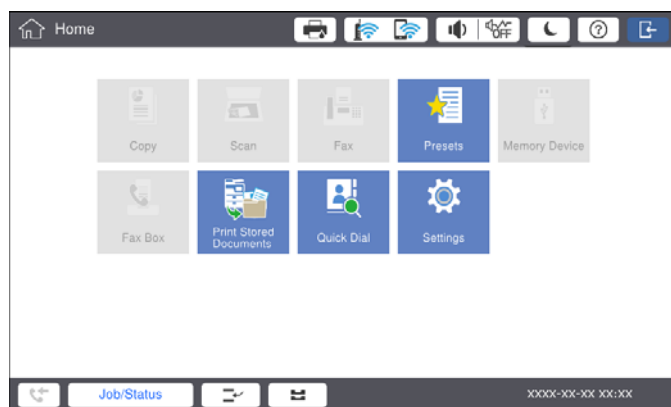 Home
OFF
Copy
Scan
Fax
Presets
Memory Device
Fax Box
Print Stored
Documents
Quick Dial
Settings
Job/Status
XXXX-XX-XX XX:XX